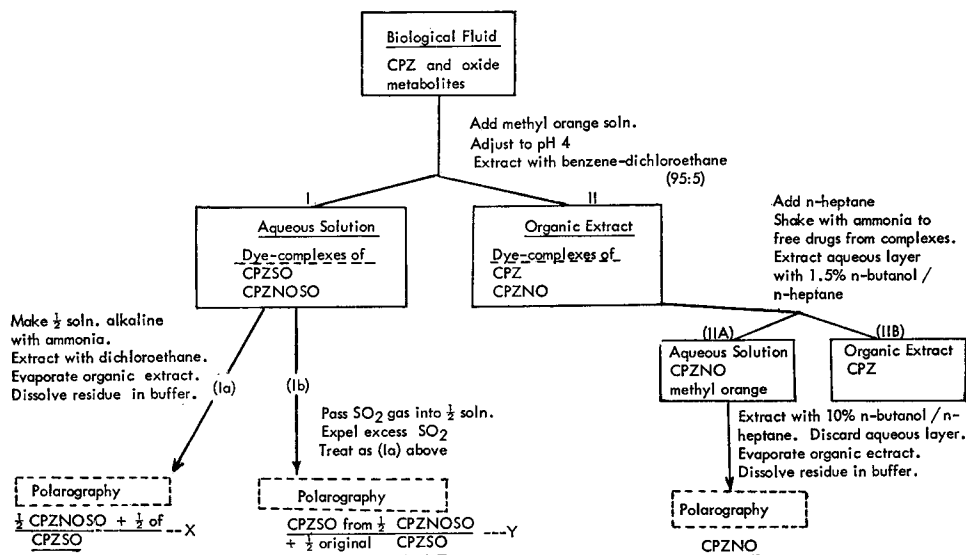 Biological Fluid
CPZ and oxide
metabolites
Add methyl orange soln.
Adjust to pH 4
Extract with benzene-dichloroethane
(95:5)
I
II
Aqueous Solution
Dye-complexes of
CPZSO
CPZNOSO
Organic Extract
Dye-complexes of
CPZ
CPZNO
Add n-heptane
Shake with ammonia to
free drugs from complexes.
Extract aqueous layer
with 1.5% n-butanol /
n-heptane
Make ½ soln. alkaline
with ammonia.
Extract with dichloroethane.
Evaporate organic extract.
Dissolve residue in buffer.
(Ia)
(Ib)
Pass SO₂ gas into ½ soln.
Expel excess SO₂
Treat as (Ia) above
(IIA)
Aqueous Solution
CPZNO
methyl orange
(IIB)
Organic Extract
CPZ
Extract with 10% n-butanol / n-
heptane. Discard aqueous layer.
Evaporate organic ectract.
Dissolve residue in buffer.
Polarography
½ CPZNOSO + ½ of
CPZSO
---X
Polarography
CPZSO from ½ CPZNOSO
+ ½ original CPZSO
---Y
Polarography
CPZNO